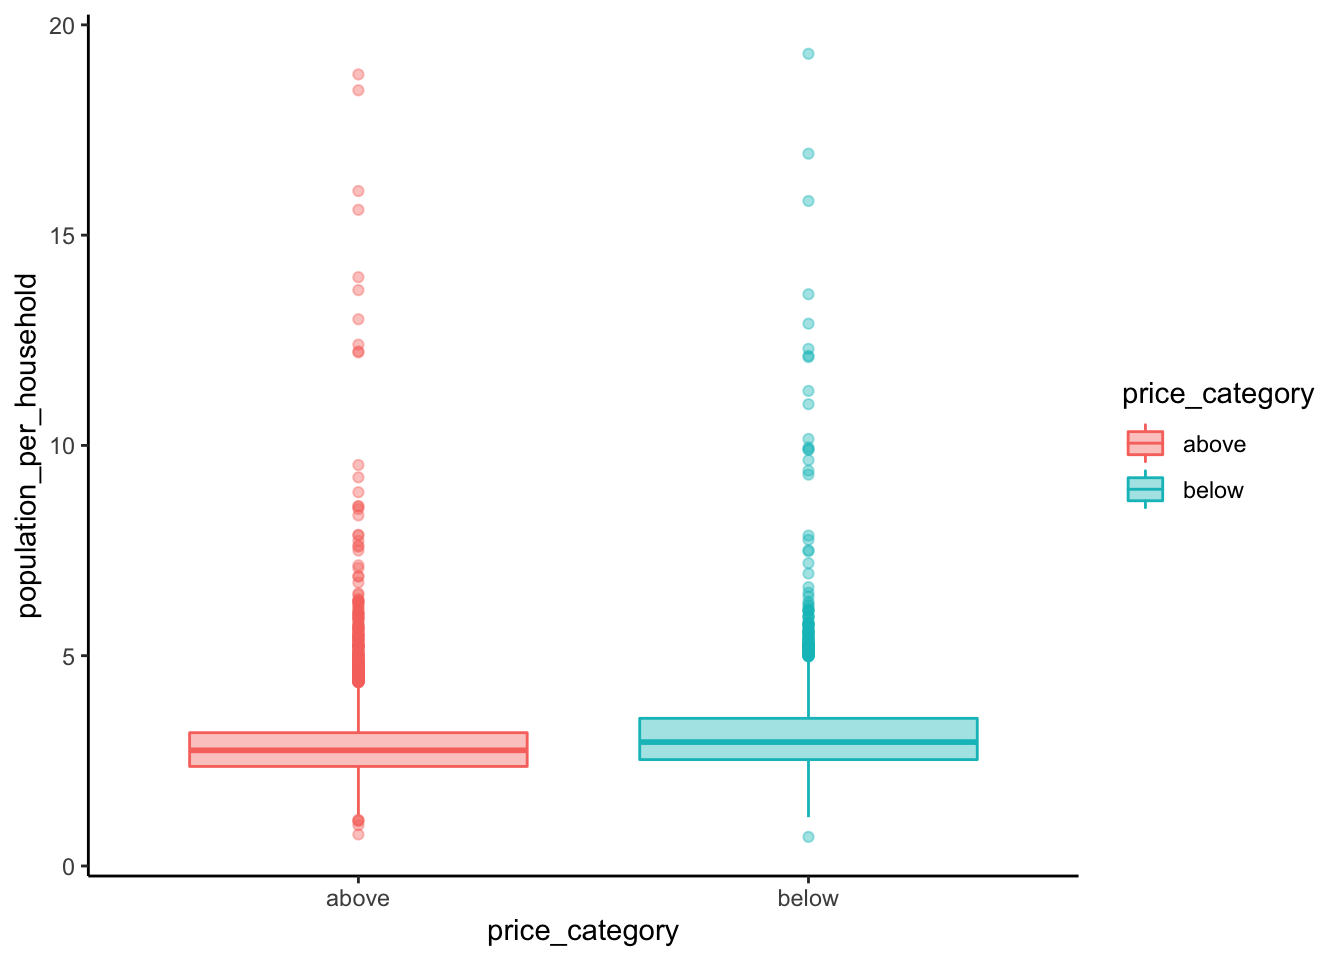 20
15
10
5
0
population_per_household
above
below
price_category
price_category
above
below